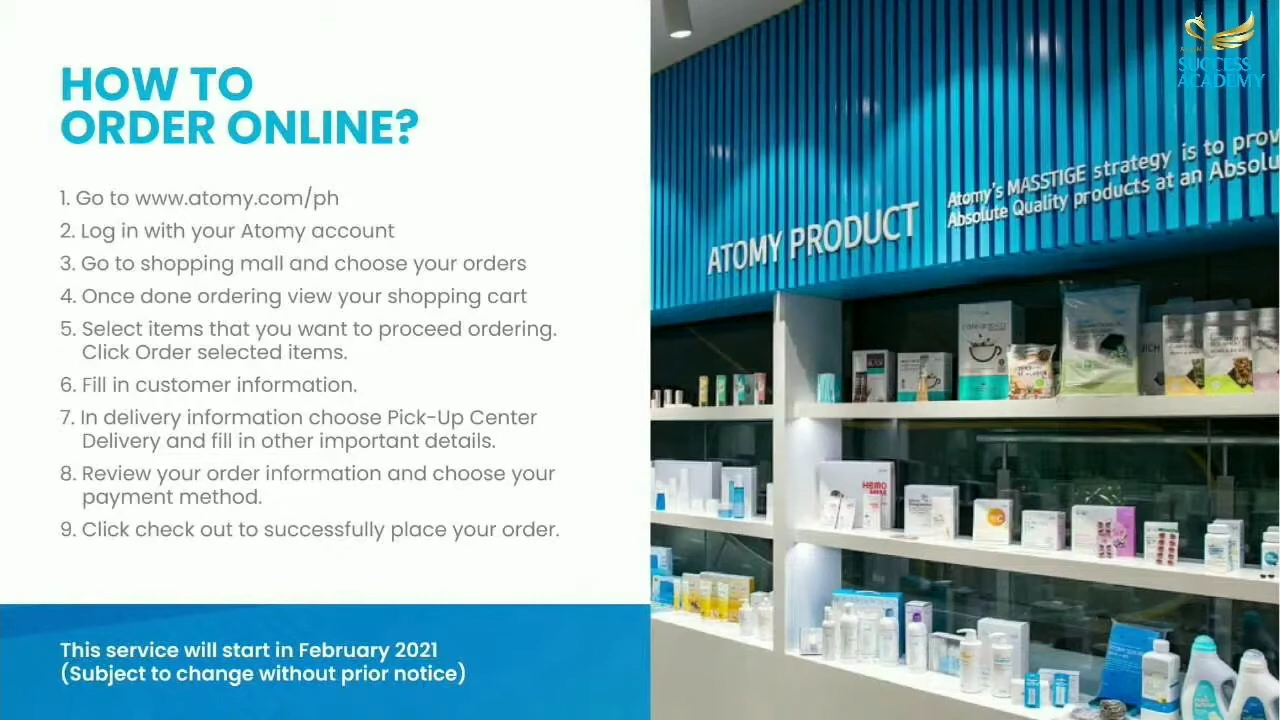 HOW TO
ORDER ONLINE?
1. Go to www.atomy.com/ph
2. Log in with your Atomy account
3. Go to shopping mall and choose your orders
4. Once done ordering view your shopping cart
5. Select items that you want to proceed ordering.
Click Order selected items.
6. Fill in customer information.
7. In delivery information choose Pick-Up Center
Delivery and fill in other important details.
8. Review your order information and choose your
payment method.
9. Click check out to successfully place your order.
This service will start in February 2021
(Subject to change without prior notice)
SUCCESS
ACADEMY
Atomy's MASSTIGE strategy is to prov
Absolute Quality products at an Absolu
ATOMY PRODUCT